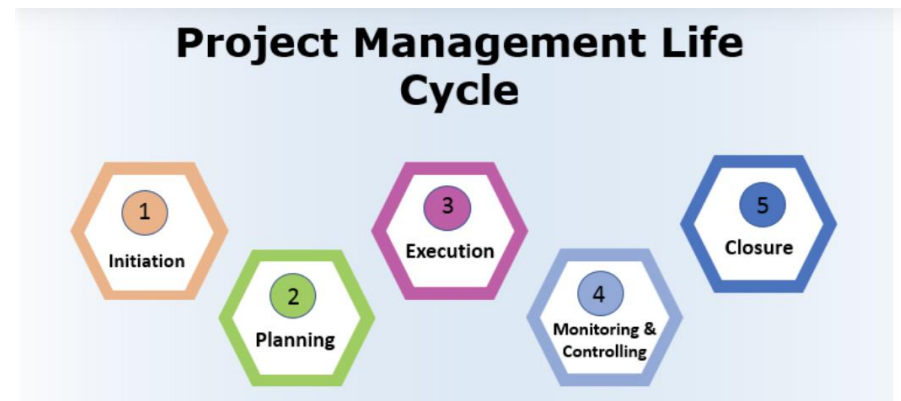 Project Management Life
Cycle
1
Initiation
2
Planning
3
Execution
4
Monitoring &
Controlling
5
Closure